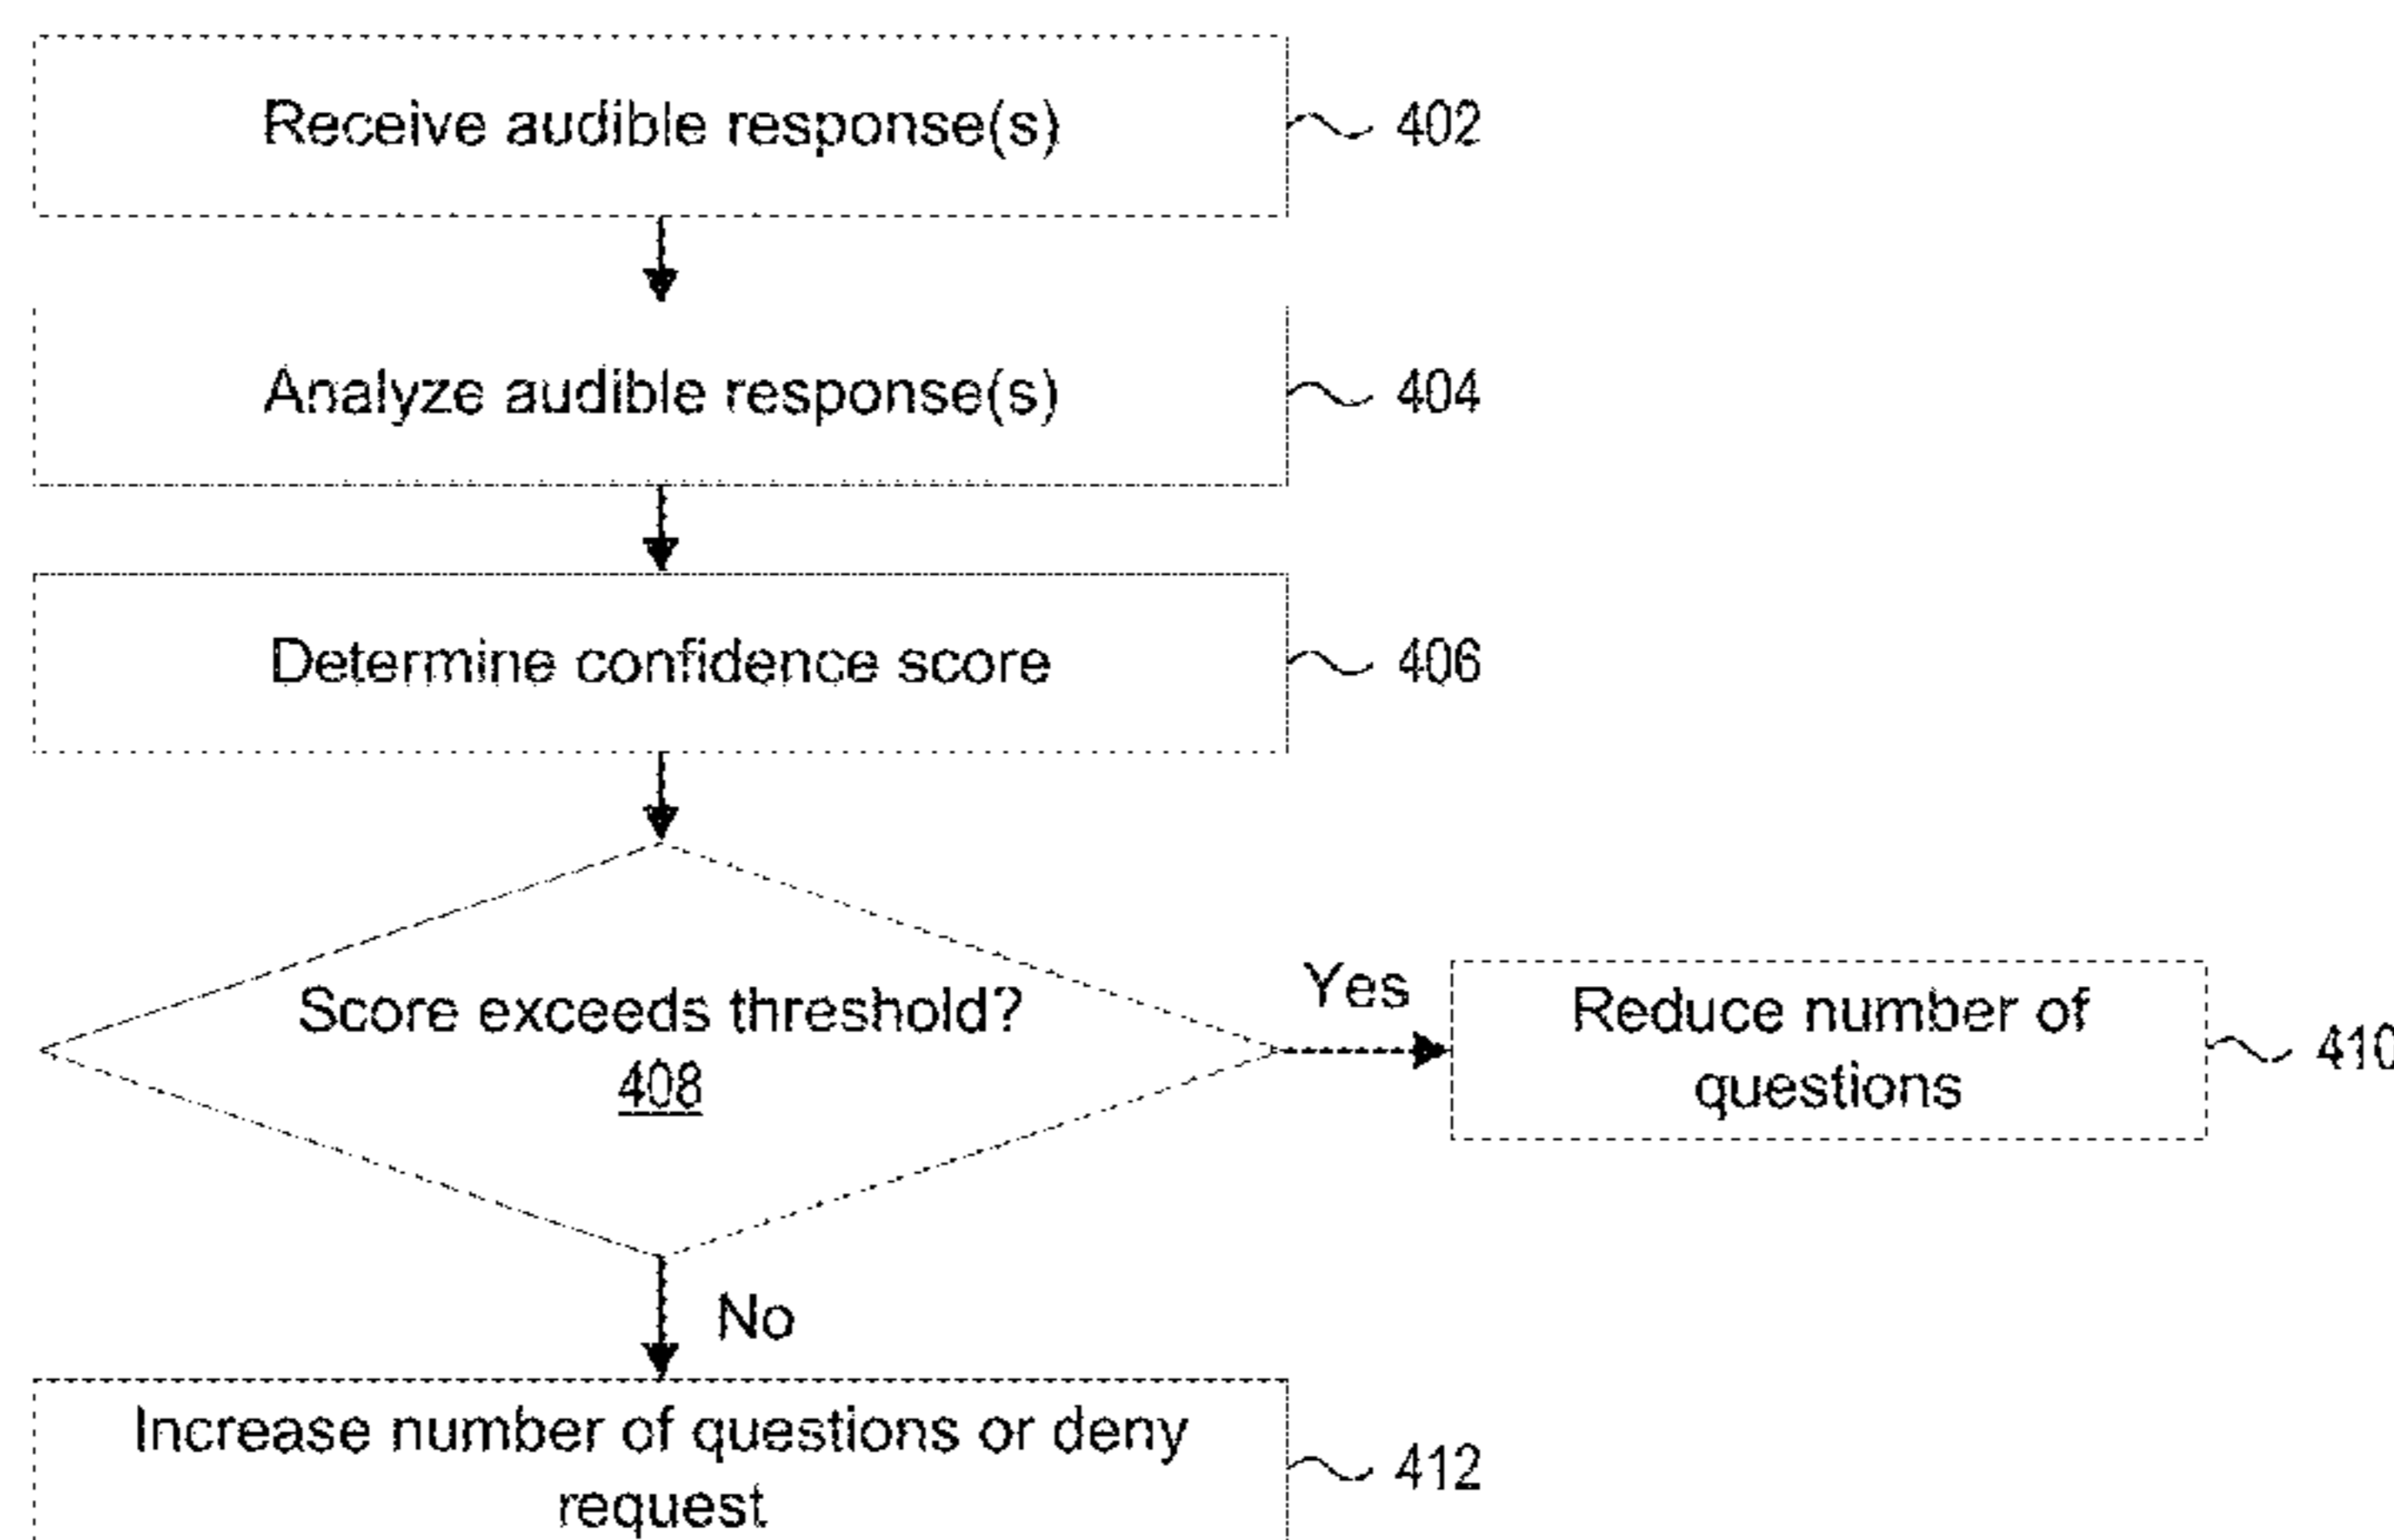 Receive audible response(s)
402
Analyze audible response(s)
404
Determine confidence score
406
Score exceeds threshold?
408
Yes
Reduce number of
questions
410
No
Increase number of questions or deny
request
412